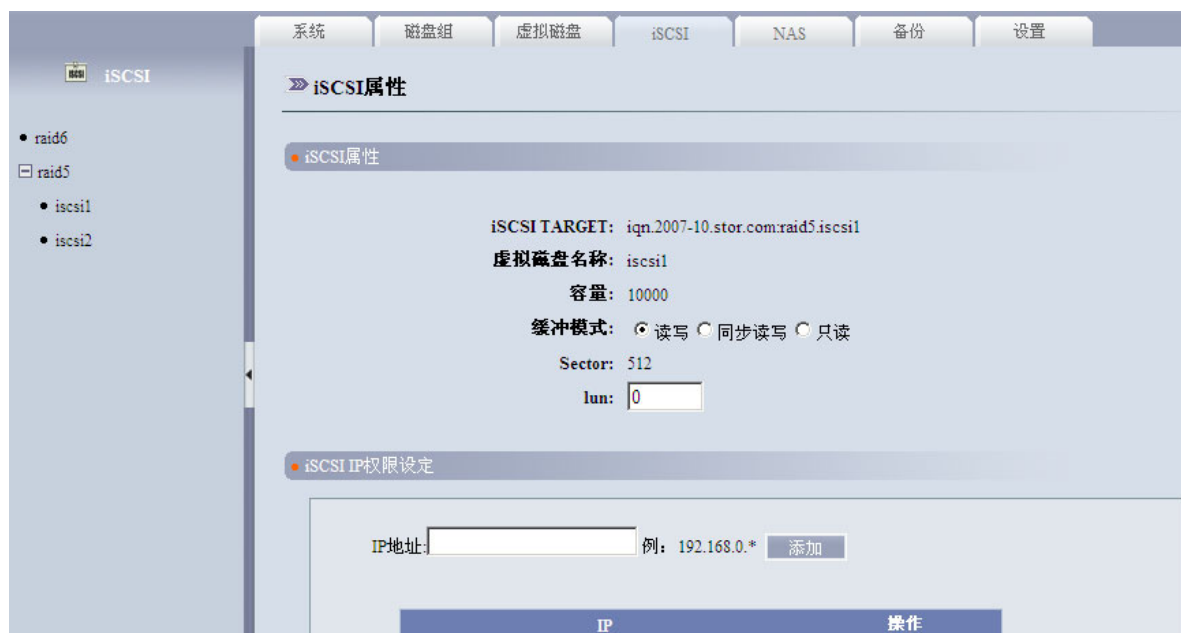 系统 磁盘组 虚拟磁盘 iSCSI NAS 备份 设置
iSCSI
raid6
raid5
iscsi1
iscsi2
iSCSI属性
iSCSI属性
iSCSI TARGET: iqn.2007-10.stor.com:raid5.iscsi1
虚拟磁盘名称: iscsi1
容量: 10000
缓冲模式: 读写 同步读写 只读
Sector: 512
lun: 0
iSCSI IP权限设定
IP地址: 例：192.168.0.* 添加
IP 操作